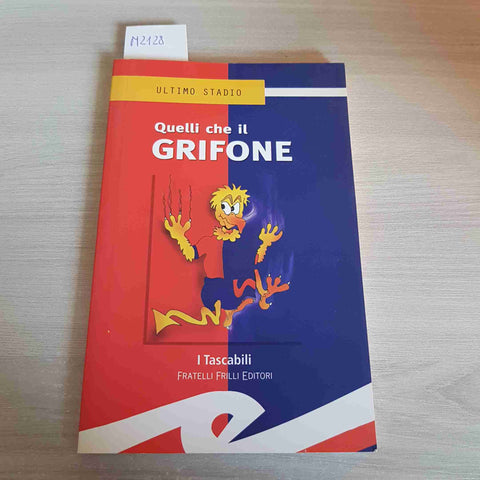 M2128
ULTIMO STADIO
Quelli che il
GRIFONE
I Tascabili
FRATELLI FRILLI EDITORI